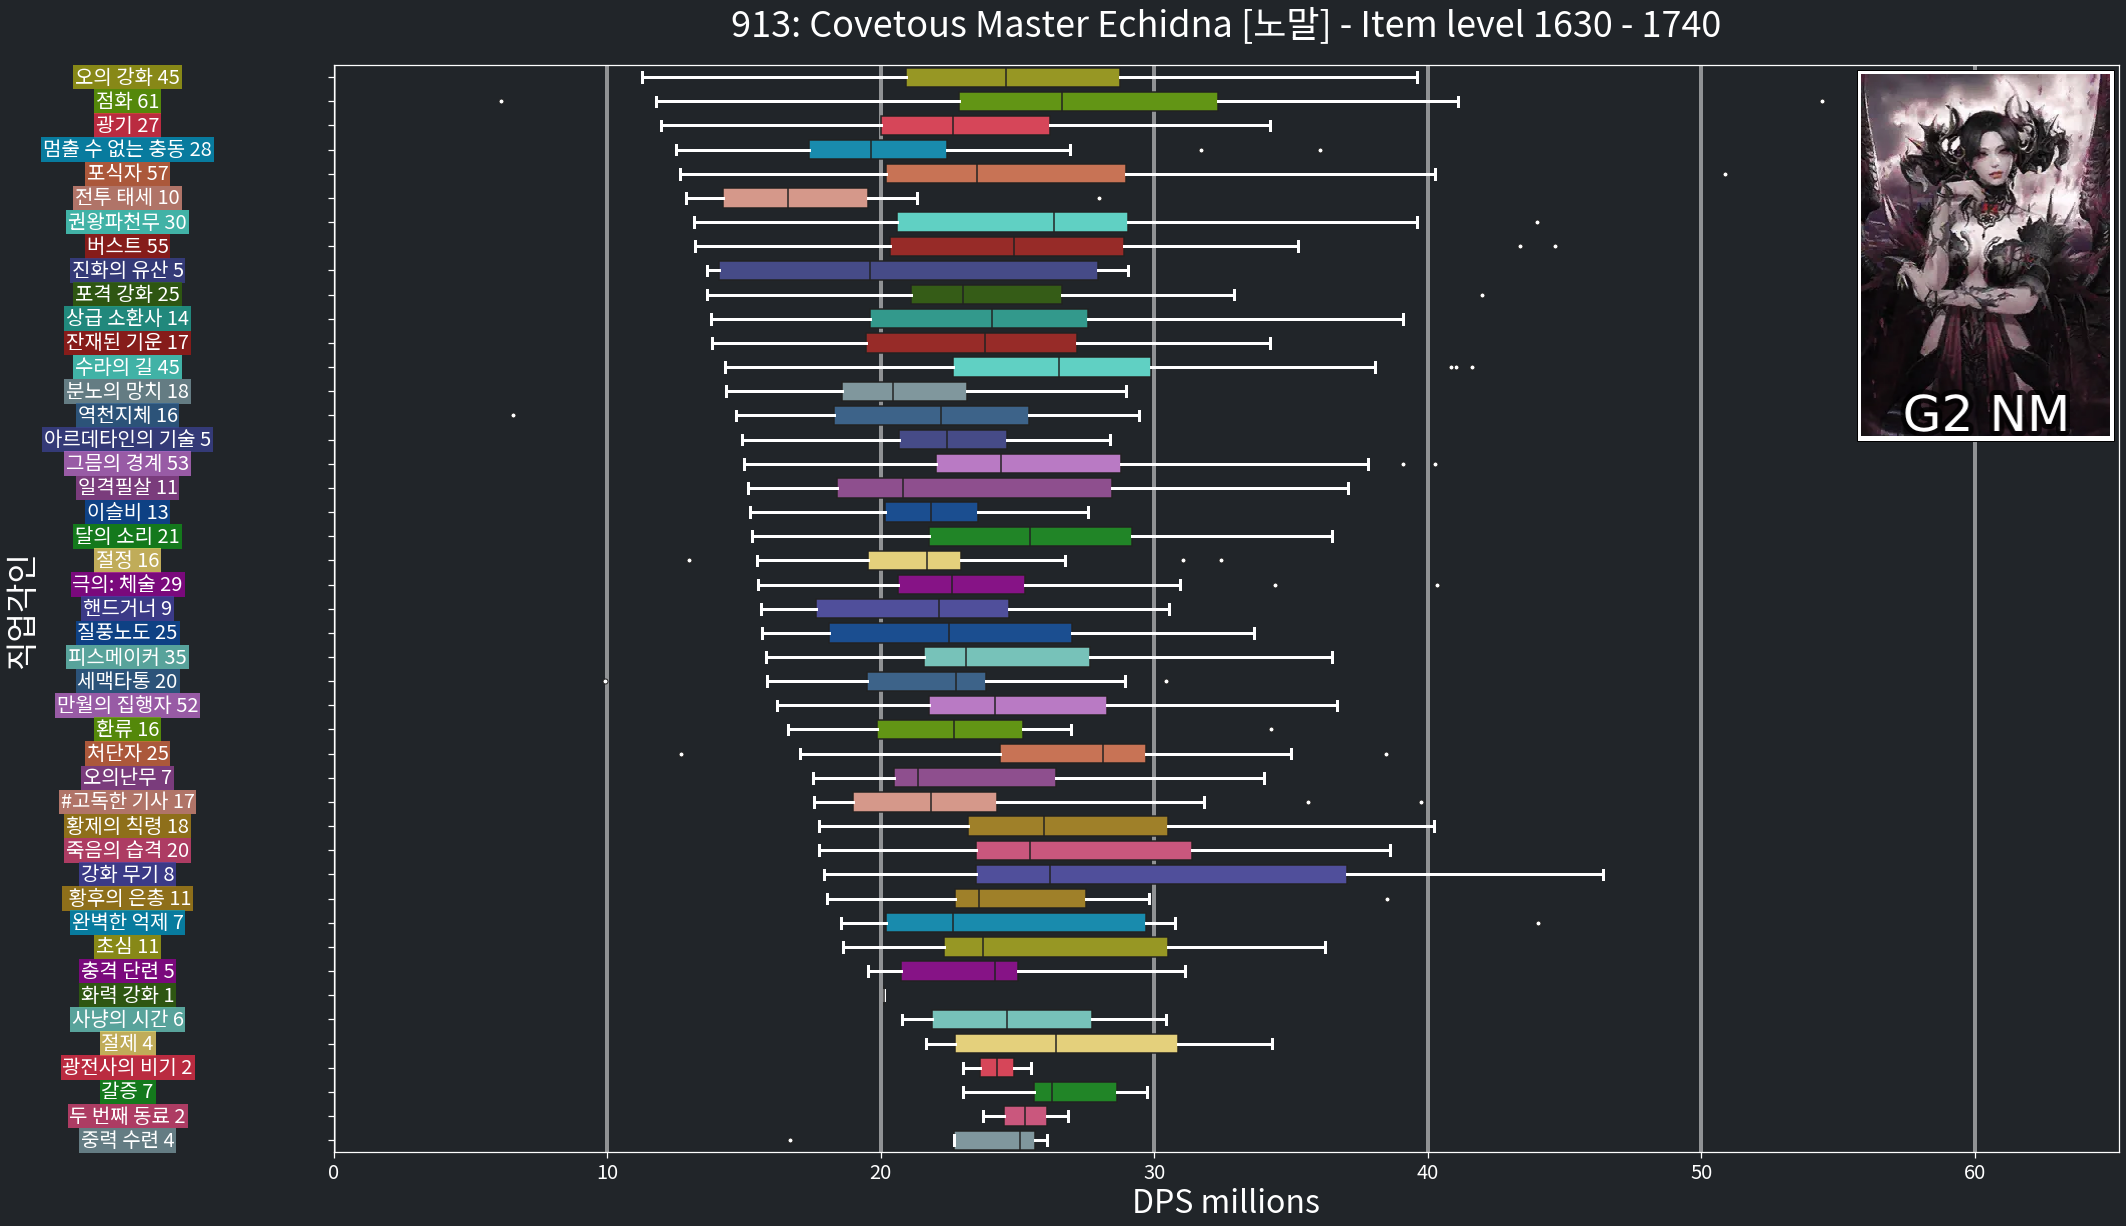 913: Covetous Master Echidna [노말] - Item level 1630 - 1740
오의 강화 45
점화 61
광기 27
멈출 수 없는 충동 28
포식자 57
전투 태세 10
권왕파천무 30
버스트 55
진화의 유산 5
포격 강화 25
상급 소환사 14
잔재된 기운 17
수라의 길 45
분노의 망치 18
역천지체 16
아르데타인의 기술 5
그믐의 경계 53
일격필살 11
이슬비 13
달의 소리 21
절정 16
극의: 체술 29
핸드거너 9
질풍노도 25
피스메이커 35
세맥타통 20
만월의 집행자 52
환류 16
처단자 25
오의난무 7
#고독한 기사 17
황제의 칙령 18
죽음의 습격 20
강화 무기 8
황후의 은총 11
완벽한 억제 7
초심 11
충격 단련 5
화력 강화 1
사냥의 시간 6
절제 4
광전사의 비기 2
갈증 7
두 번째 동료 2
중력 수련 4
직업각인
G2 NM
0 10 20 30 40 50 60
DPS millions